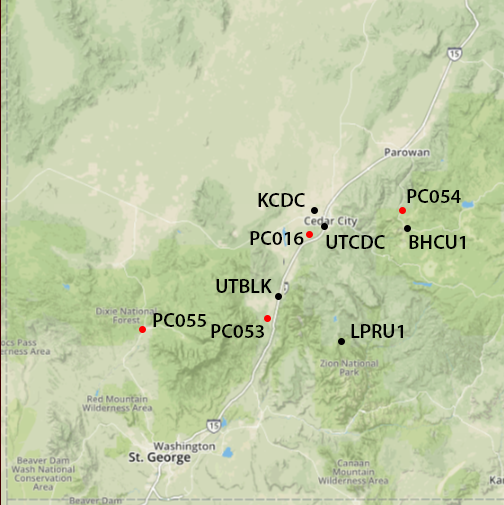 15
Parowan
PC054
KCDC
Cedar City
PC016
UTCDC
BHCU1
UTBLK
Dixie National
Forest
PC055
PC053
LPRU1
ocs Pass
erness Area
Zion National
Park
Red Mountain
Wilderness Area
15
Washington
St. George
Beaver Dam
Wash National
Conservation
Area
Canaan
Mountain
Wilderness
Ka
Beaver Dam